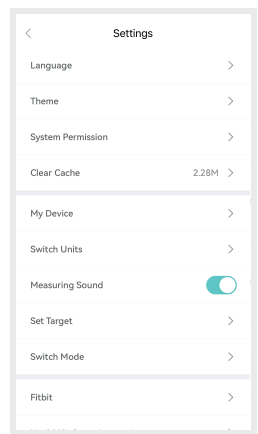 Settings
Language
Theme
System Permission
Clear Cache 2.28M
My Device
Switch Units
Measuring Sound
Set Target
Switch Mode
Fitbit